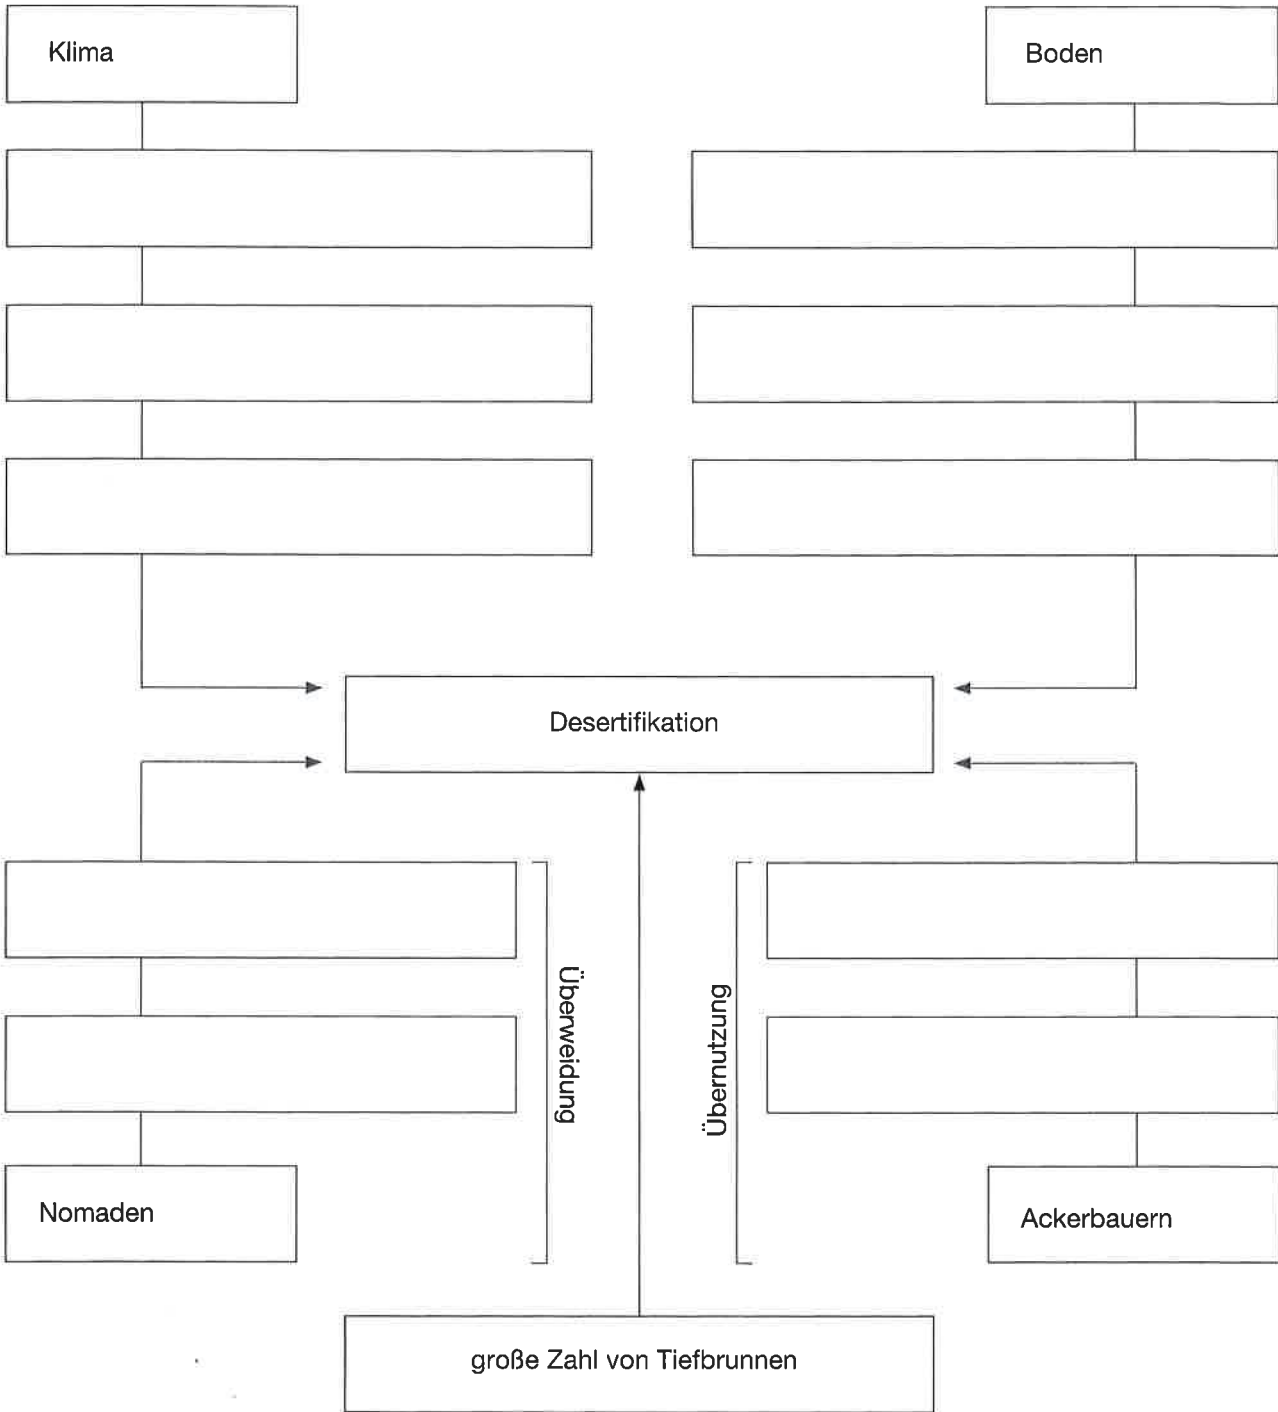 Klima
Boden
Desertifikation
Überweidung
Übernutzung
Nomaden
Ackerbauern
große Zahl von Tiefbrunnen